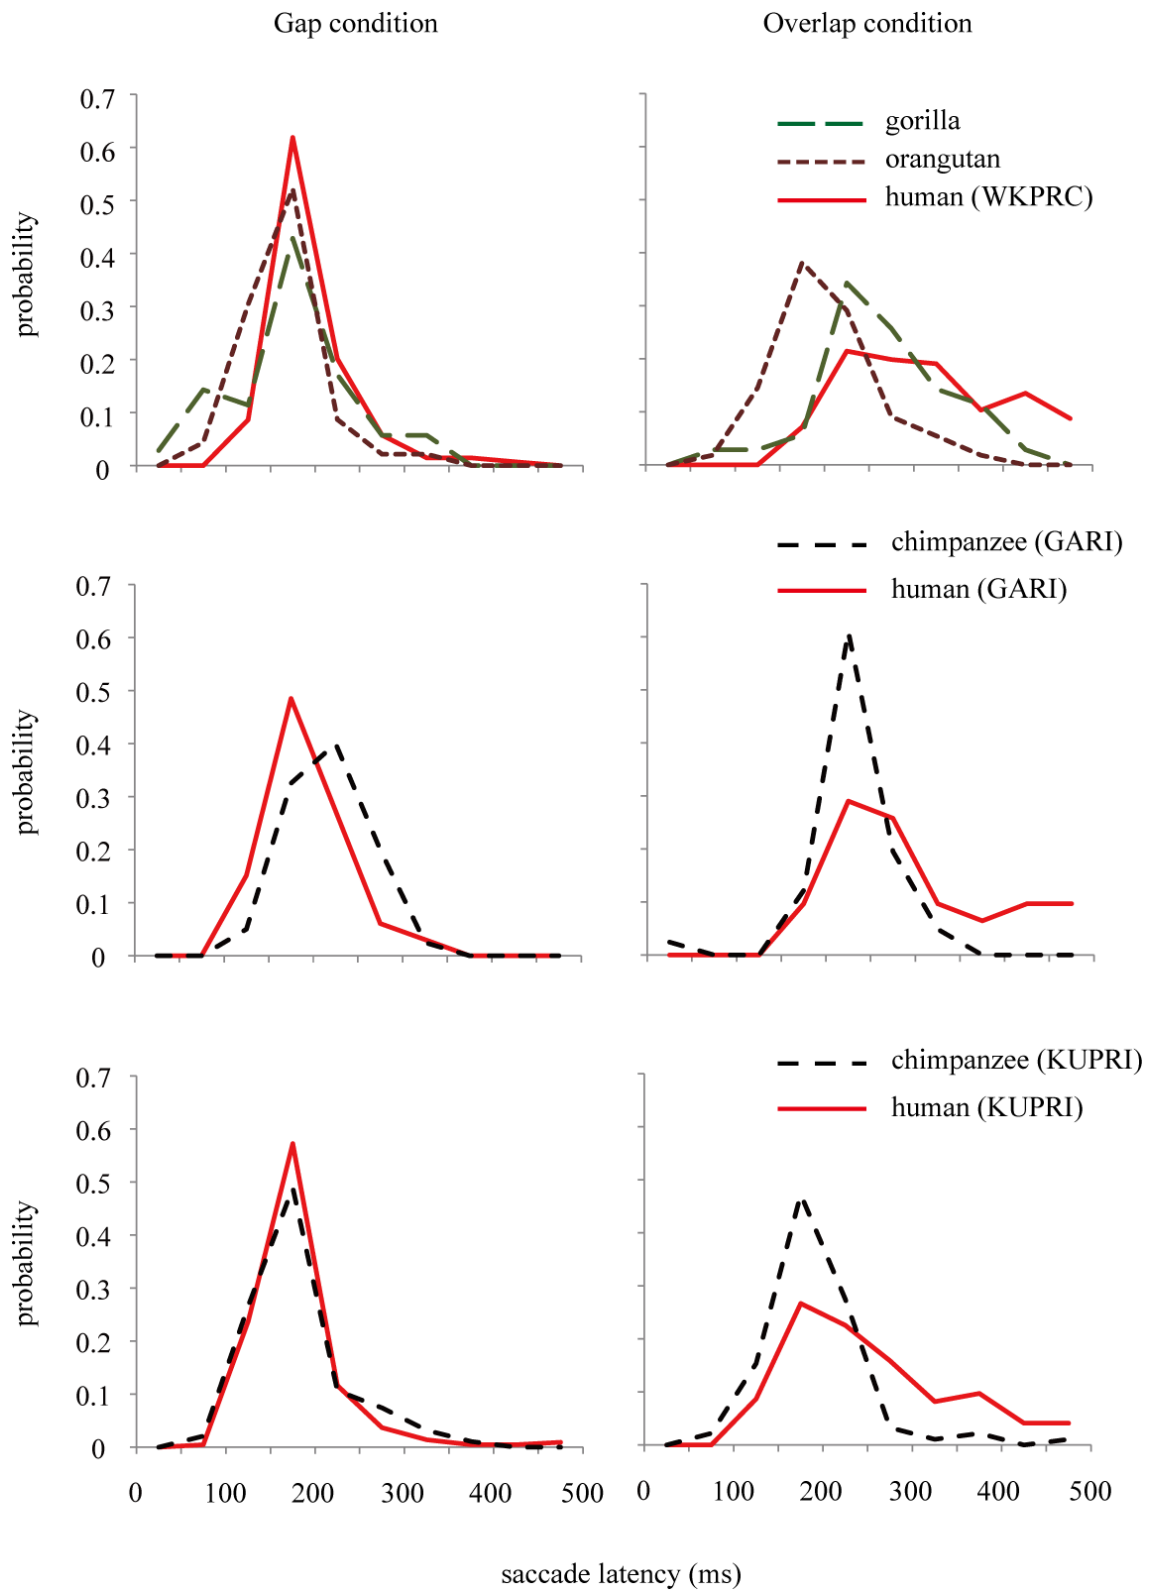 Gap condition
Overlap condition
0.7
0.6
0.5
0.4
0.3
0.2
0.1
0
probability
gorilla
orangutan
human (WKPRC)
0.7
0.6
0.5
0.4
0.3
0.2
0.1
0
probability
chimpanzee (GARI)
human (GARI)
0.7
0.6
0.5
0.4
0.3
0.2
0.1
0
probability
chimpanzee (KUPRI)
human (KUPRI)
0 100 200 300 400 500
0 100 200 300 400 500
saccade latency (ms)